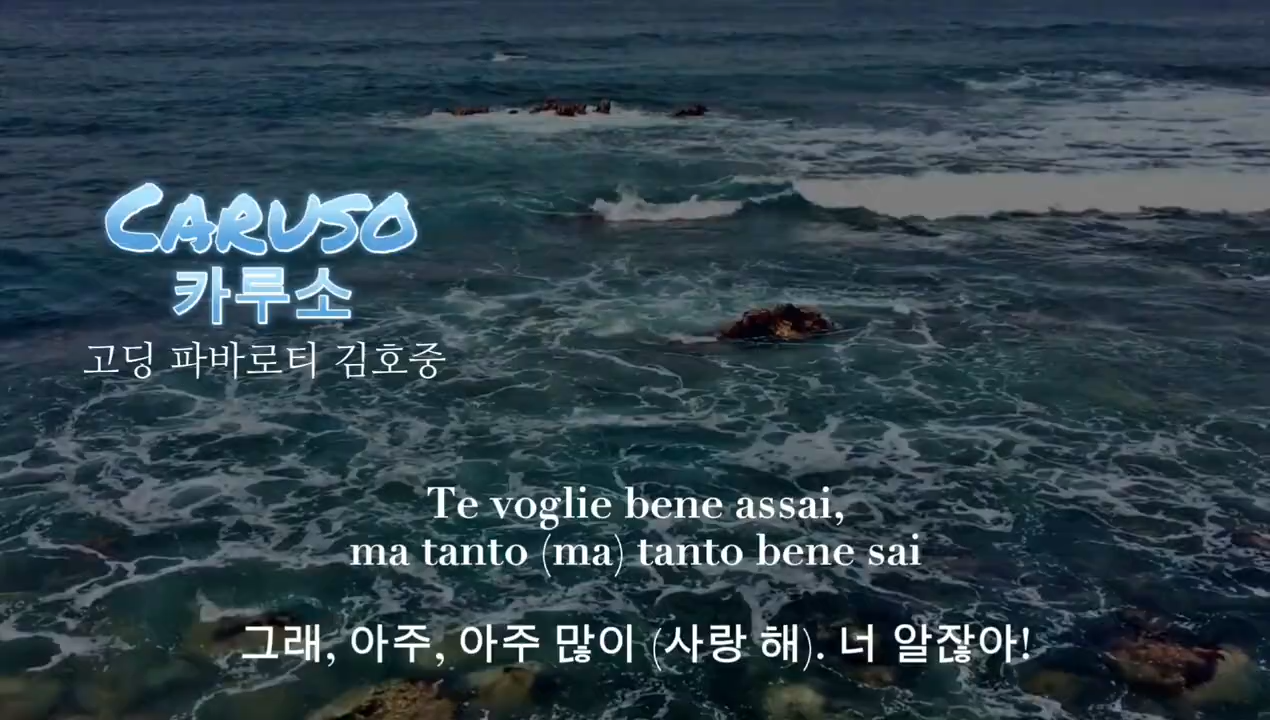 CARUSO
카루소
고딩 파바로티 김호중
Te voglie bene assai,
ma tanto (ma) tanto bene sai
그래, 아주, 아주 많이 (사랑 해). 너 알잖아!